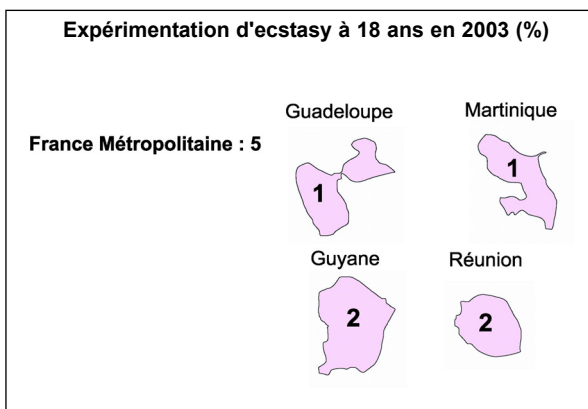 Expérimentation d'ecstasy à 18 ans en 2003 (%)
France Métropolitaine : 5
Guadeloupe
1
Martinique
1
Guyane
2
Réunion
2